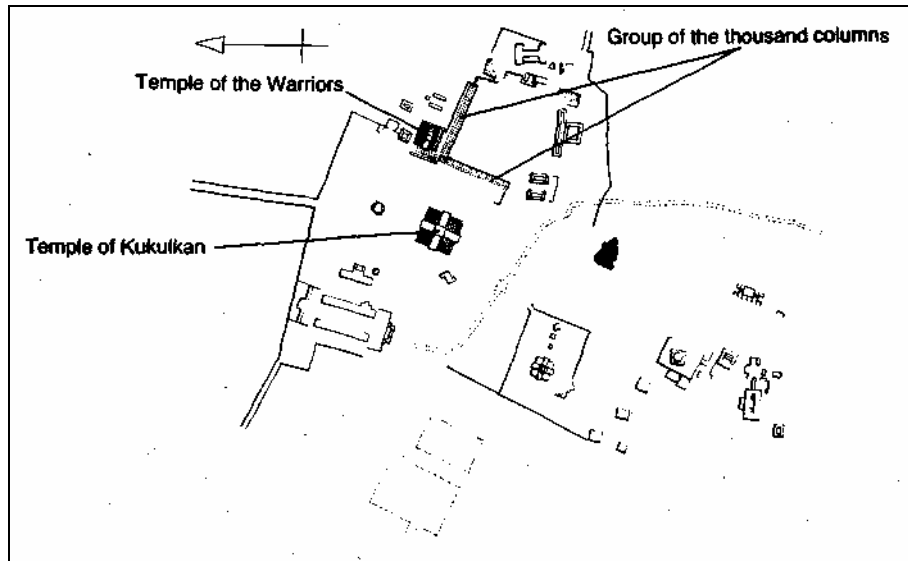 Group of the thousand columns
Temple of the Warriors
Temple of Kukulkan